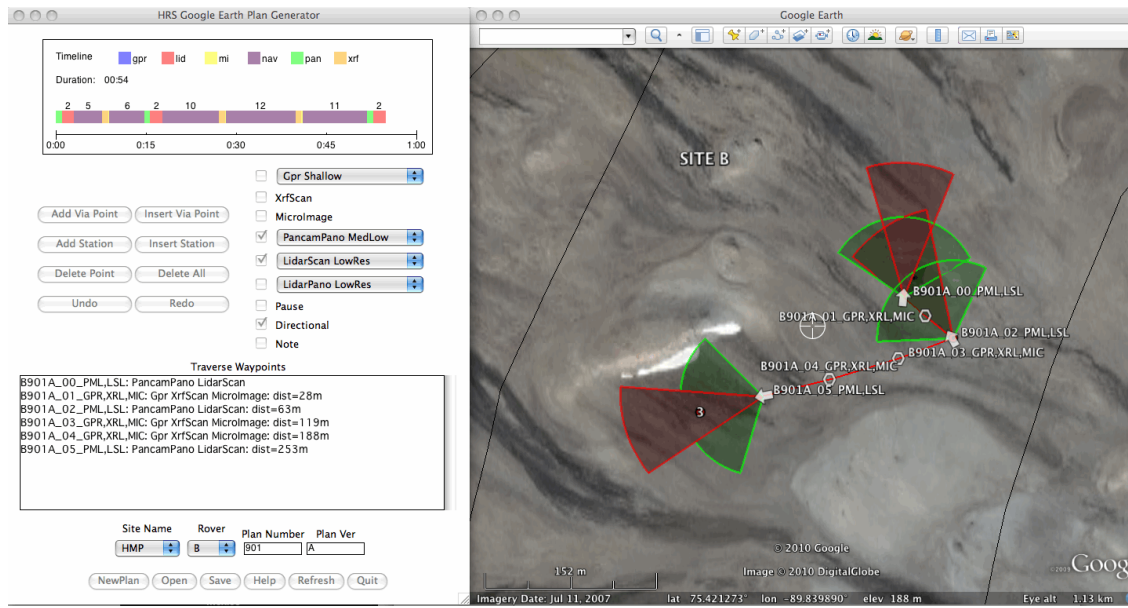 HRS Google Earth Plan Generator
Timeline
gpr lid mi nav pan xrf
Duration: 00:54
2 5 6 2 10 12 11 2
0:00 0:15 0:30 0:45 1:00
Gpr Shallow
XrfScan
MicroImage
PancamPano MedLow
LidarScan LowRes
LidarPano LowRes
Pause
Directional
Note
Add Via Point Insert Via Point
Add Station Insert Station
Delete Point Delete All
Undo Redo
Traverse Waypoints
B901A_00_PML,LSL: PancamPano LidarScan
B901A_01_GPR,XRL,MIC: Gpr XrfScan MicroImage: dist=28m
B901A_02_PML,LSL: PancamPano LidarScan: dist=63m
B901A_03_GPR,XRL,MIC: Gpr XrfScan MicroImage: dist=119m
B901A_04_GPR,XRL,MIC: Gpr XrfScan MicroImage: dist=188m
B901A_05_PML,LSL: PancamPano LidarScan: dist=253m
Site Name Rover Plan Number Plan Ver
HMP B 901 A
NewPlan Open Save Help Refresh Quit
Google Earth
SITE B
B901A_00_PML,LSL
B901A_01_GPR,XRL,MIC
B901A_02_PML,LSL
B901A_03_GPR,XRL,MIC
B901A_04_GPR,XRL,MIC
B901A_05_PML,LSL
3
© 2010 Google
152 m
Image © 2010 DigitalGlobe
©2009 Goog
Imagery Date: Jul 11, 2007 lat 75.421273° lon -89.839890° elev 188 m Eye alt 1.13 km